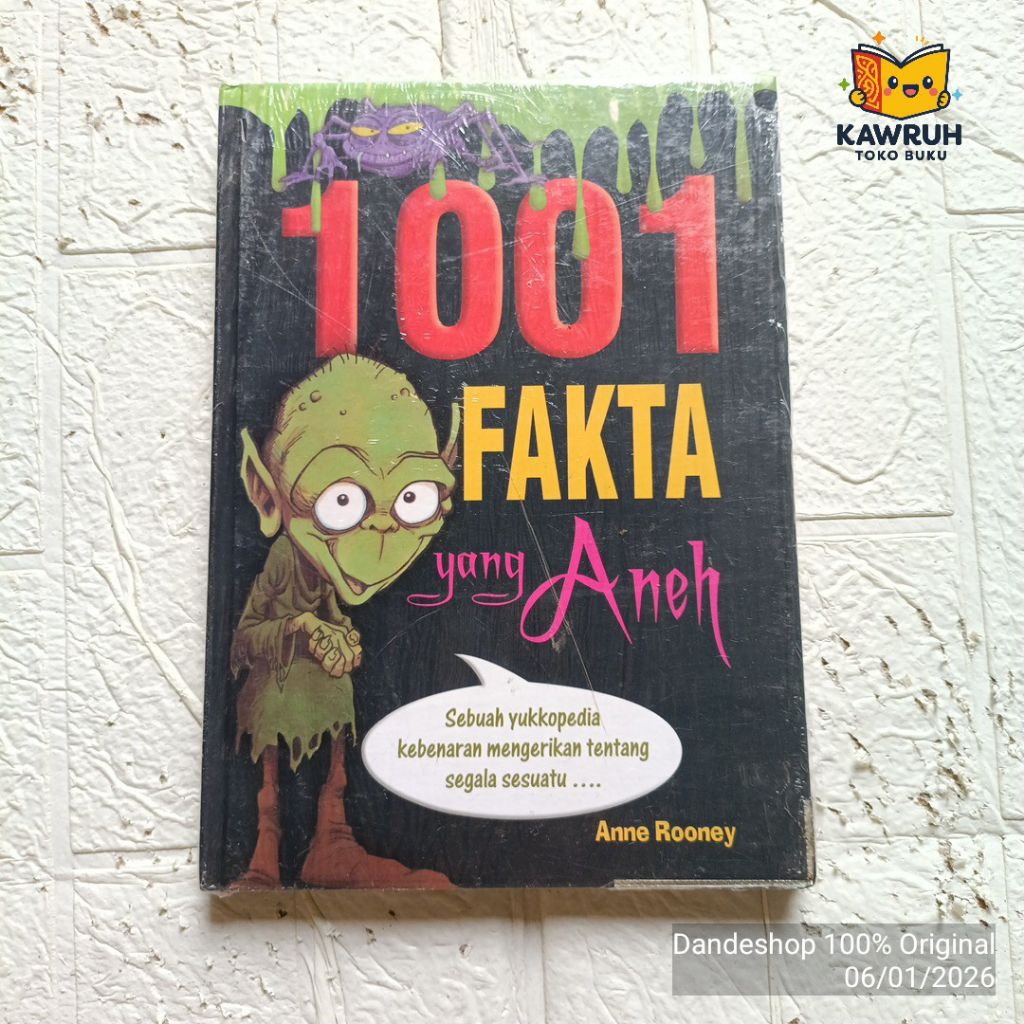 KAWRUH
TOKO BUKU
1001
FAKTA
yang Aneh
Sebuah yukkopedia
kebenaran mengerikan tentang
segala sesuatu ....
Anne Rooney
Dandeshop 100% Original
06/01/2026